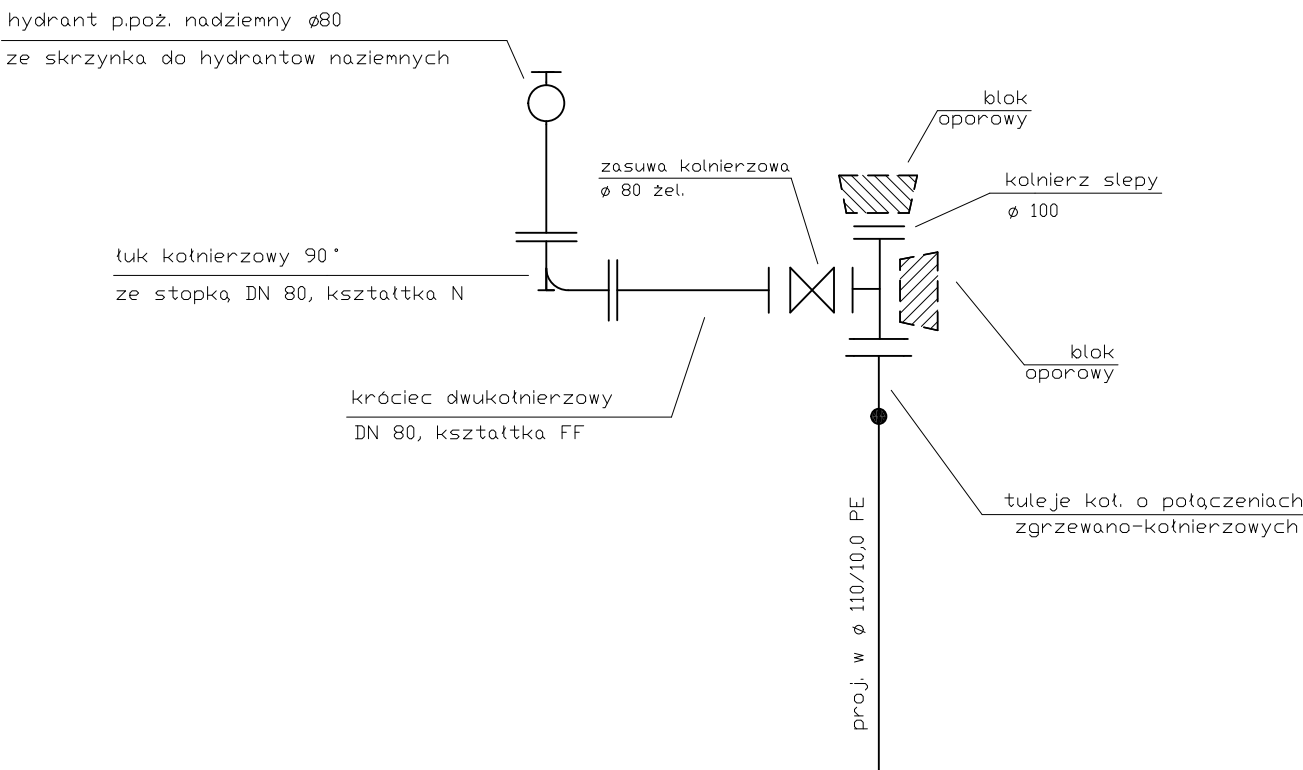 hydrant p.poż. nadziemny ø80
ze skrzynka do hydrantow naziemnych
blok
oporowy
zasuwa kolnierzowa
ø 80 żel.
kolnierz slepy
ø 100
łuk kołnierzowy 90°
ze stopką DN 80, kształtka N
blok
oporowy
króciec dwukołnierzowy
DN 80, kształtka FF
tuleje koł. o połączeniach
zgrzewano-kołnierzowych
proj. w ø 110/10,0 PE